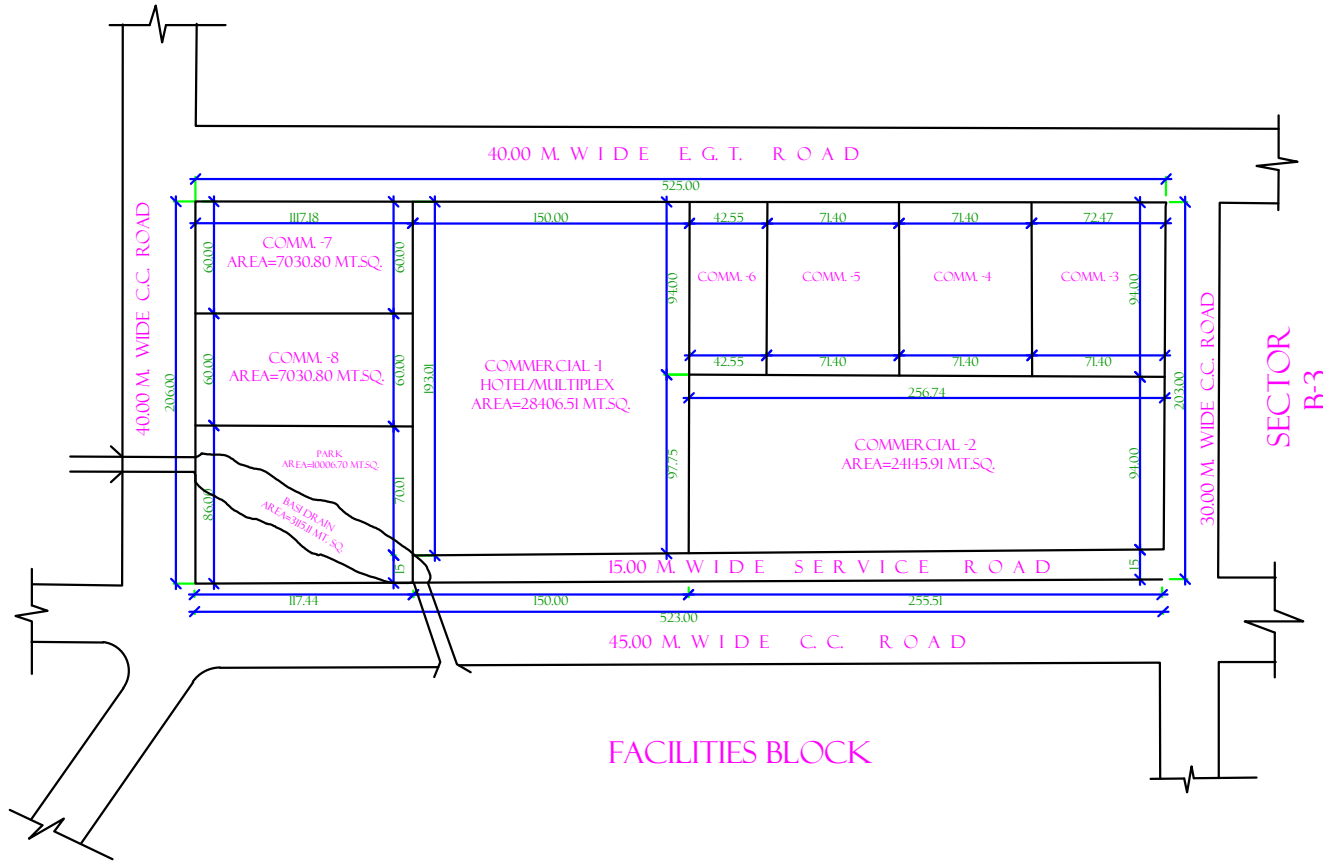 40.00 M. WIDE E.G.T. ROAD
525.00
1117.18
150.00
42.55
71.40
71.40
72.47
40.00 M. WIDE C.C. ROAD
206.00
60.00
COMM. -7
AREA=7030.80 MT.SQ.
60.00
60.00
COMM. -8
AREA=7030.80 MT.SQ.
60.00
86.01
PARK
AREA=10006.70 MT.SQ.
BASI DRAIN
AREA=3115.11 MT. SQ.
70.01
15
193.01
COMMERCIAL -1
HOTEL/MULTIPLEX
AREA=28406.51 MT.SQ.
94.00
97.75
COMM. -6
COMM. -5
COMM. -4
COMM. -3
94.00
42.55
71.40
71.40
71.40
256.74
COMMERCIAL -2
AREA=24145.91 MT.SQ.
94.00
15
203.00
30.00 M. WIDE C.C. ROAD
SECTOR
B-3
15.00 M. WIDE SERVICE ROAD
117.44
150.00
255.51
523.00
45.00 M. WIDE C.C. ROAD
FACILITIES BLOCK